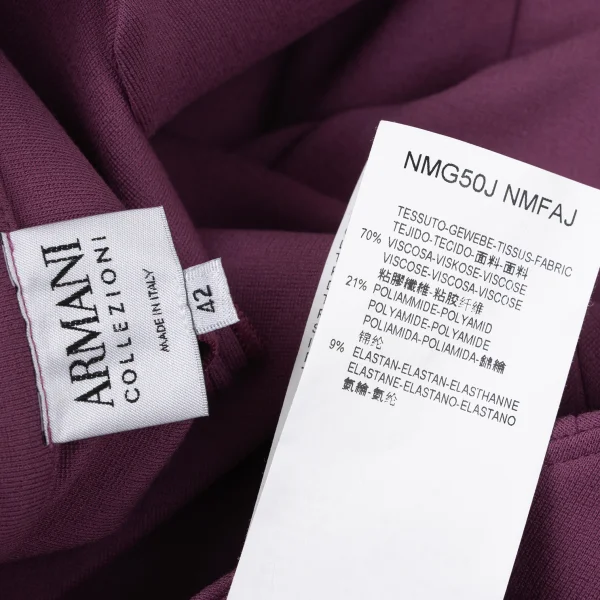 ARMANI
COLLEZIONI
MADE IN ITALY
42
NMG50J NMFAJ
TESSUTO-GEWEBE-TISSUS-FABRIC
TEJIDO-TECIDO-面料-面料
70% VISCOSA-VISKOSE-VISCOSE
VISCOSE-VISCOSA-VISCOSE
粘膠纖維-粘胶纤维
21% POLIAMMIDE-POLYAMID
POLYAMIDE-POLYAMIDE
POLIAMIDA-POLIAMIDA-錦綸
锦纶
9% ELASTAN-ELASTAN-ELASTHANNE
ELASTANE-ELASTANO-ELASTANO
氨綸-氨纶